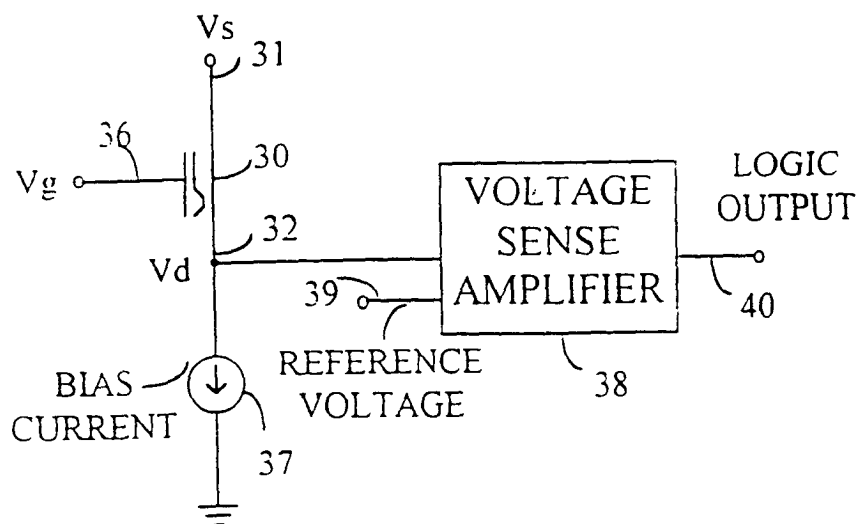 Vs
31
36
30
Vg
32
Vd
VOLTAGE
SENSE
AMPLIFIER
LOGIC
OUTPUT
39
40
REFERENCE
VOLTAGE
38
BIAS
CURRENT
37